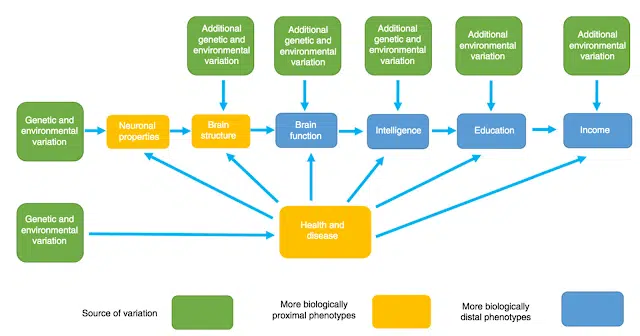 Additional
genetic and
environmental
variation
Additional
genetic and
environmental
variation
Additional
genetic and
environmental
variation
Additional
environmental
variation
Additional
environmental
variation
Genetic and
environmental
variation
Neuronal
properties
Brain
structure
Brain
function
Intelligence
Education
Income
Genetic and
environmental
variation
Health and
disease
Source of variation
More biologically
proximal phenotypes
More biologically
distal phenotypes